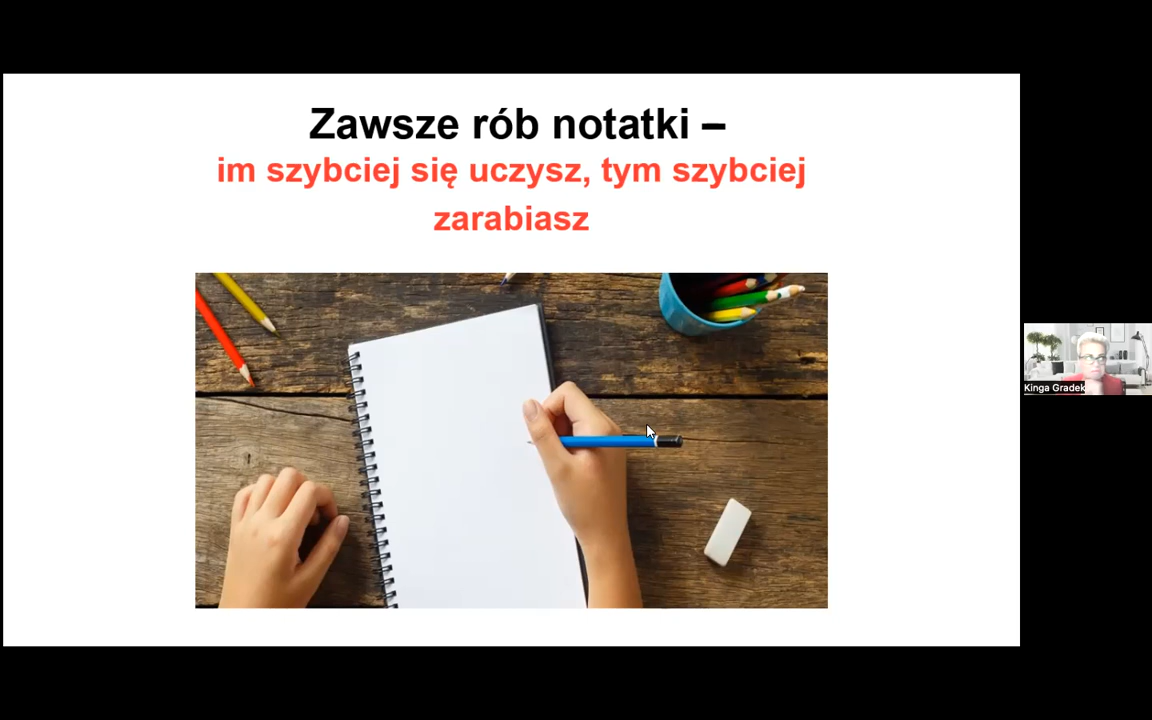 Zawsze rób notatki –
im szybciej się uczysz, tym szybciej
zarabiasz
Kinga Gradek